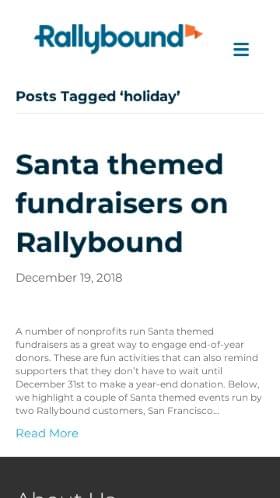 Rallybound
Posts Tagged ‘holiday’
Santa themed
fundraisers on
Rallybound
December 19, 2018
A number of nonprofits run Santa themed
fundraisers as a great way to engage end-of-year
donors. These are fun activities that can also remind
supporters that they don’t have to wait until
December 31st to make a year-end donation. Below,
we highlight a couple of Santa themed events run by
two Rallybound customers, San Francisco...
Read More
About Us